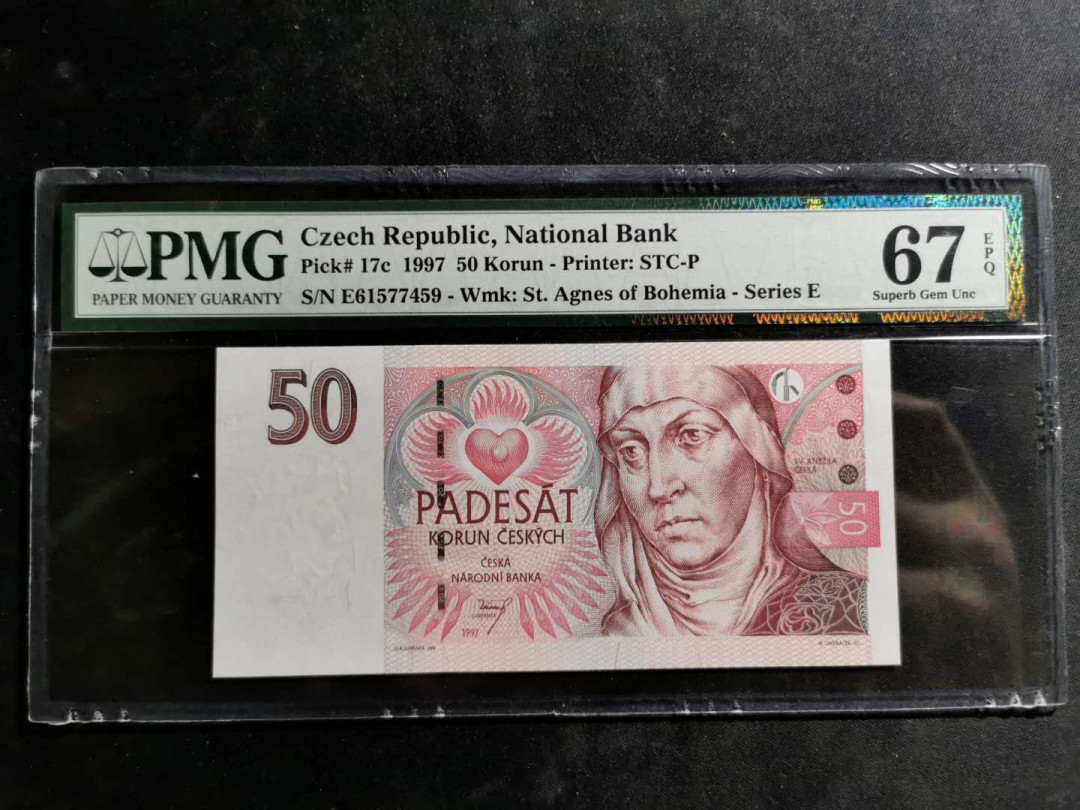 PMG
PAPER MONEY GUARANTY
Czech Republic, National Bank
Pick# 17c 1997 50 Korun - Printer: STC-P
S/N E61577459 - Wmk: St. Agnes of Bohemia - Series E
67
EPQ
Superb Gem Unc
50
SV. ANEŽKA
ČESKÁ
PADESÁT
KORUN ČESKÝCH
50
ČESKÁ
NÁRODNÍ BANKA
1997